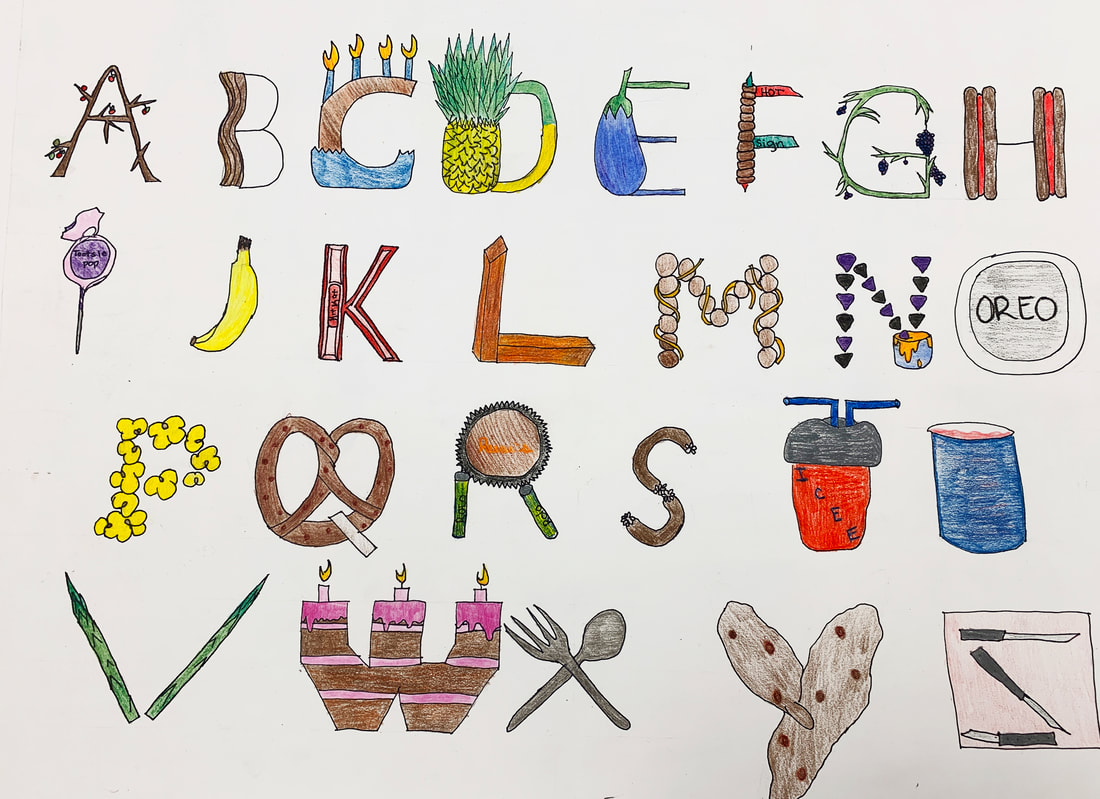 A B C D E F G H
HOT
sign
I J K L M N O
Tootsie
pop
OREO
P Q R S T U
ICEE
V W X Y Z